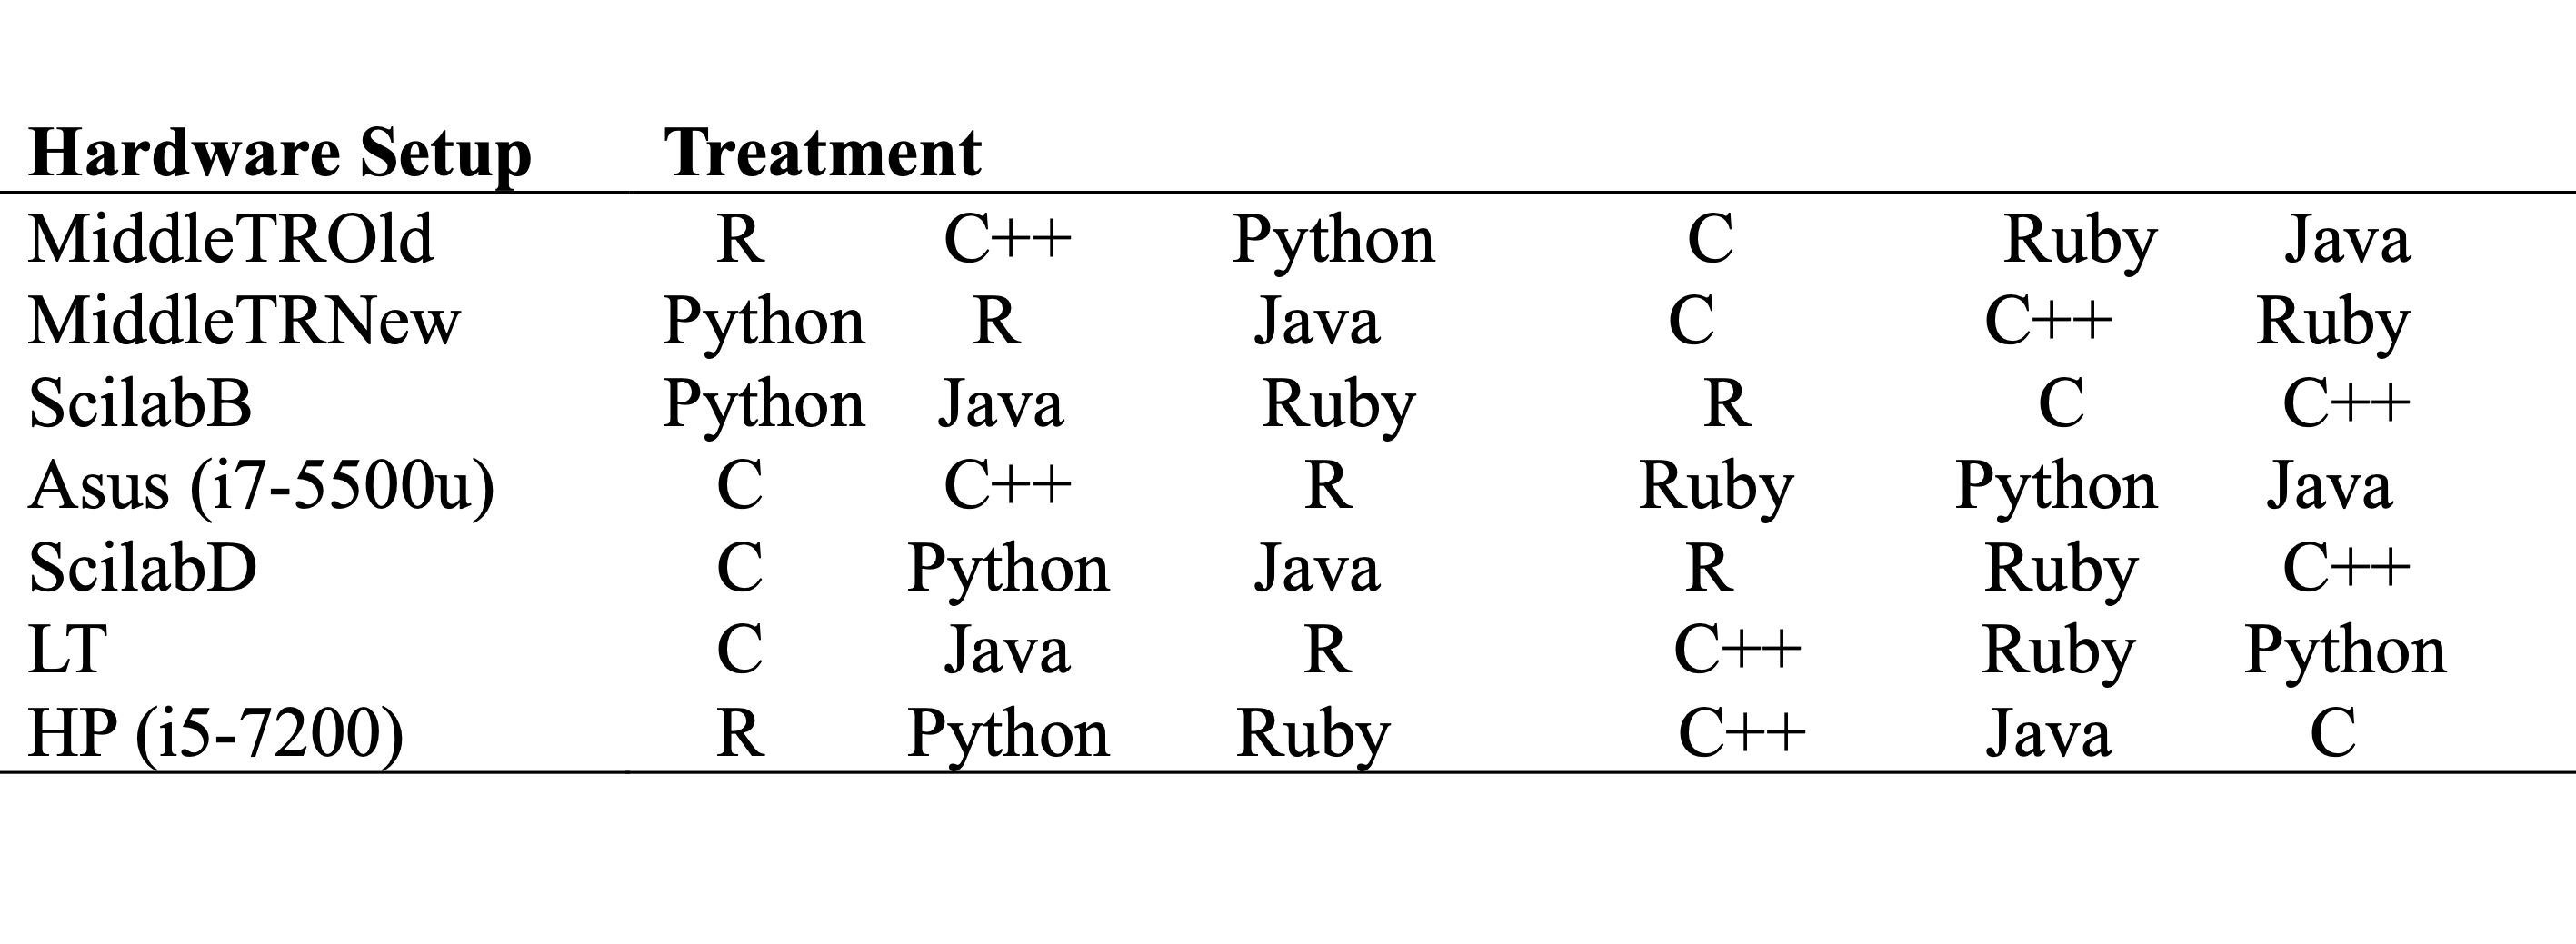 Hardware Setup Treatment
MiddleTROld R C++ Python C Ruby Java
MiddleTRNew Python R Java C C++ Ruby
ScilabB Python Java Ruby R C C++
Asus (i7-5500u) C C++ R Ruby Python Java
ScilabD C Python Java R Ruby C++
LT C Java R C++ Ruby Python
HP (i5-7200) R Python Ruby C++ Java C